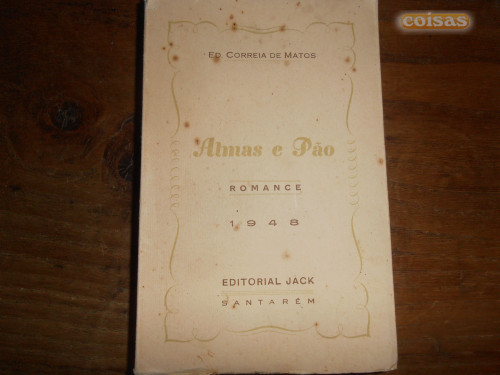 coisas
ED. CORREIA DE MATOS
Almas e Pão
ROMANCE
1948
EDITORIAL JACK
SANTARÉM